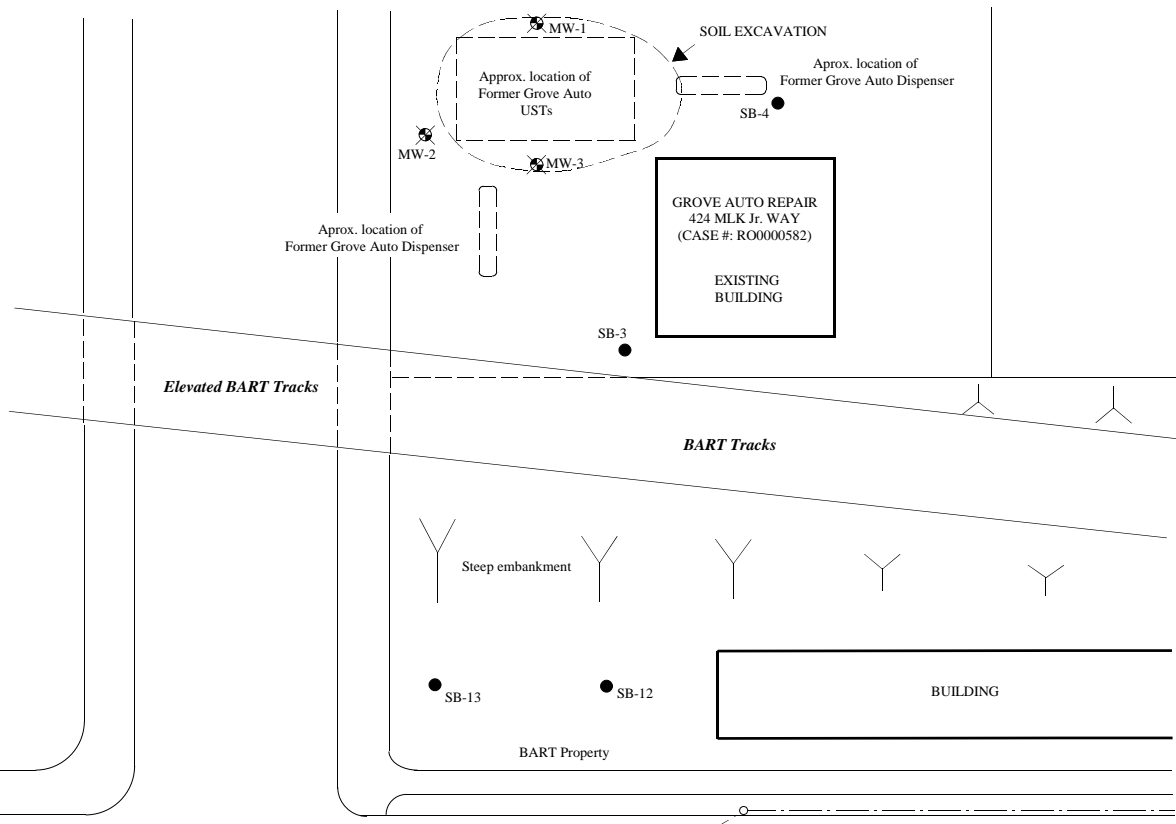 MW-1
SOIL EXCAVATION
Approx. location of
Former Grove Auto
USTs
Aprox. location of
Former Grove Auto Dispenser
SB-4
MW-2
MW-3
GROVE AUTO REPAIR
424 MLK Jr. WAY
(CASE #: RO0000582)
EXISTING
BUILDING
Aprox. location of
Former Grove Auto Dispenser
SB-3
Elevated BART Tracks
BART Tracks
Steep embankment
SB-13
SB-12
BUILDING
BART Property